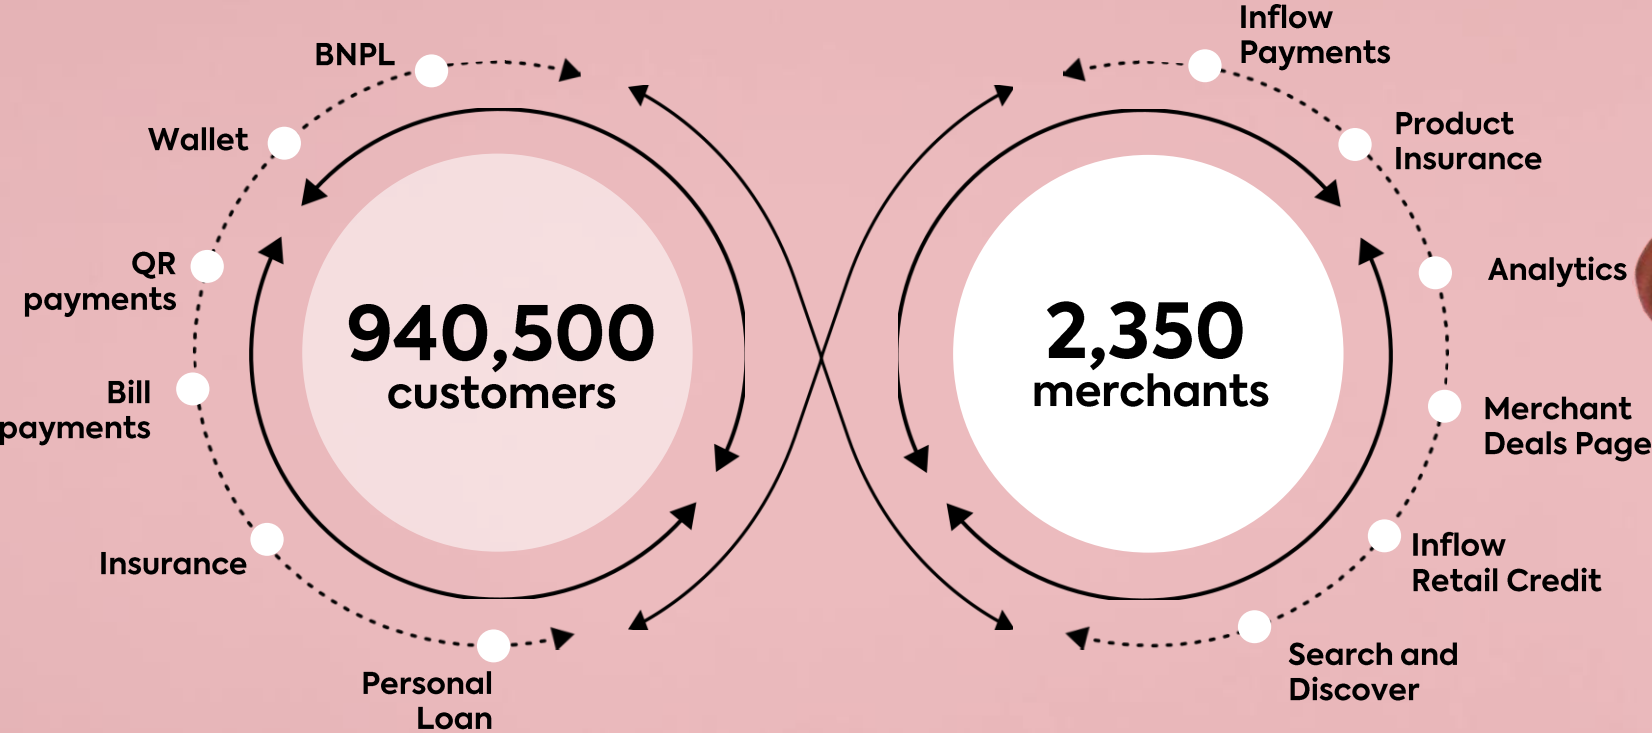 BNPL
Wallet
QR
payments
Bill
payments
Insurance
Personal
Loan
940,500
customers
2,350
merchants
Inflow
Payments
Product
Insurance
Analytics
Merchant
Deals Page
Inflow
Retail Credit
Search and
Discover